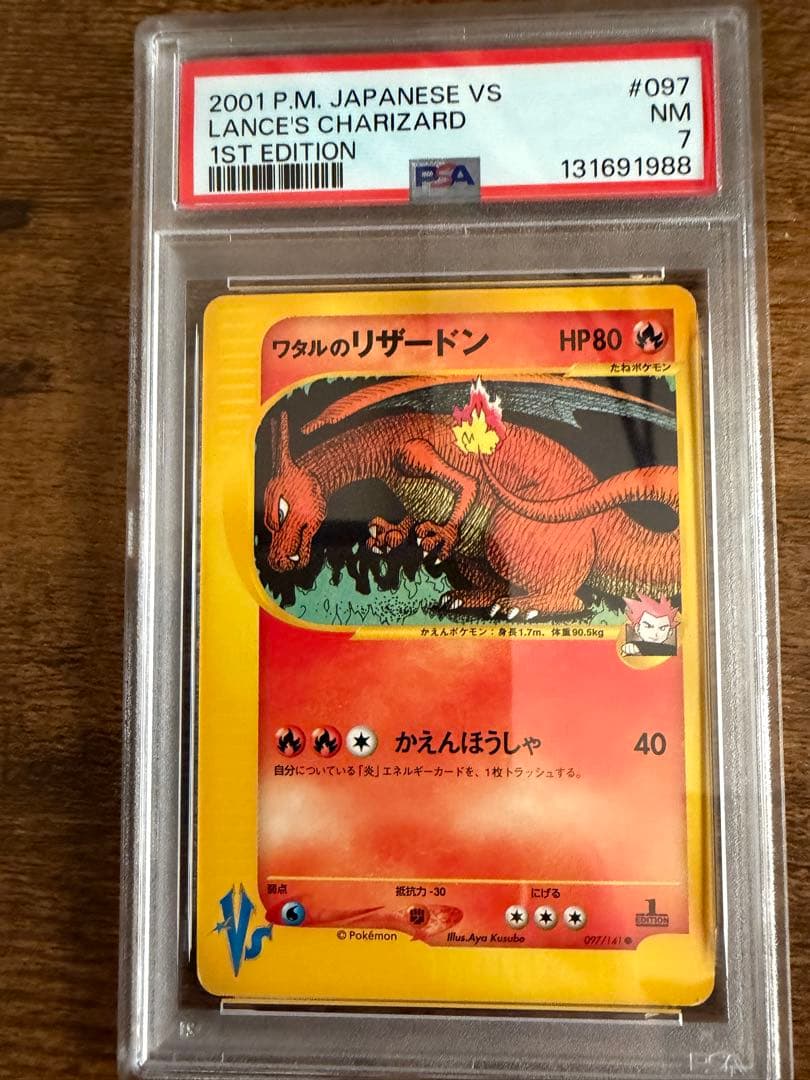 2001 P.M. JAPANESE VS #097
LANCE'S CHARIZARD NM
1ST EDITION 7
PSA 131691988
ワタルのリザードン HP80
たねポケモン
かえんポケモン：身長1.7m、体重90.5kg
かえんほうしゃ 40
自分についている「炎」エネルギーカードを、1枚トラッシュする。
弱点 抵抗力 -30 にげる
1
EDITION
VS
©Pokémon Illus.Aya Kusube 097/141●
PSA